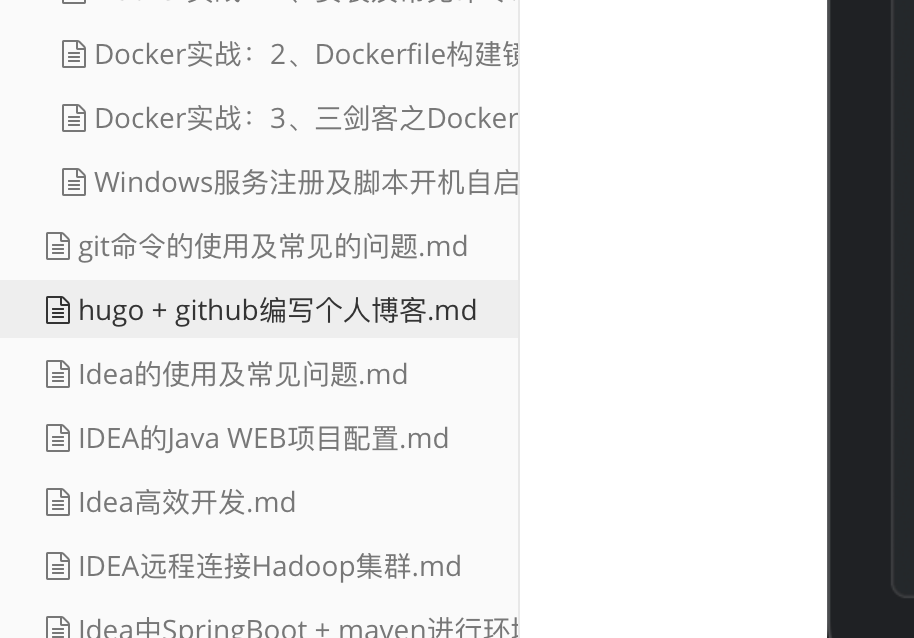 Docker实战：2、Dockerfile构建镜
Docker实战：3、三剑客之Docker
Windows服务注册及脚本开机自启
git命令的使用及常见的问题.md
hugo + github编写个人博客.md
Idea的使用及常见问题.md
IDEA的Java WEB项目配置.md
Idea高效开发.md
IDEA远程连接Hadoop集群.md
Idea中SpringBoot + maven进行环